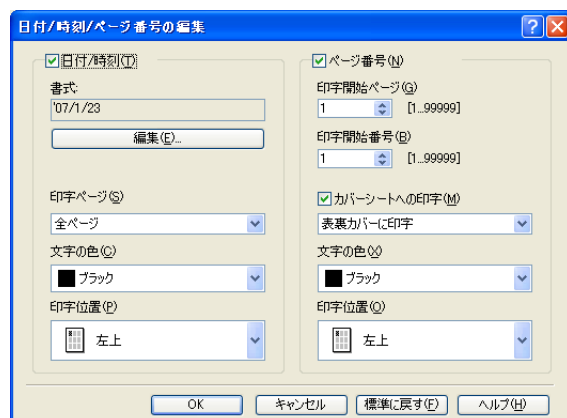 日付/時刻/ページ番号の編集
日付/時刻(T)
書式:
'07/1/23
編集(E)...
印字ページ(S)
全ページ
文字の色(C)
ブラック
印字位置(P)
左上
ページ番号(N)
印字開始ページ(G)
1 [1...99999]
印字開始番号(B)
1 [1...99999]
カバーシートへの印字(M)
表裏カバーに印字
文字の色(X)
ブラック
印字位置(O)
左上
OK キャンセル 標準に戻す(F) ヘルプ(H)